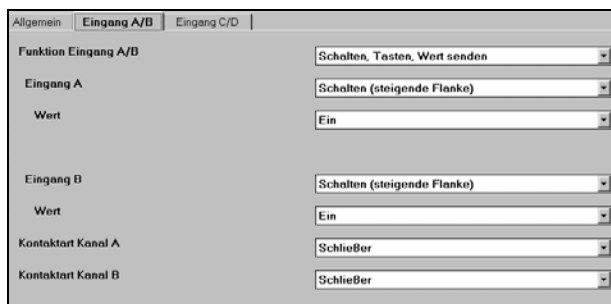 Allgemein Eingang A/B Eingang C/D
Funktion Eingang A/B Schalten, Tasten, Wert senden
Eingang A Schalten (steigende Flanke)
Wert Ein
Eingang B Schalten (steigende Flanke)
Wert Ein
Kontaktart Kanal A Schließer
Kontaktart Kanal B Schließer